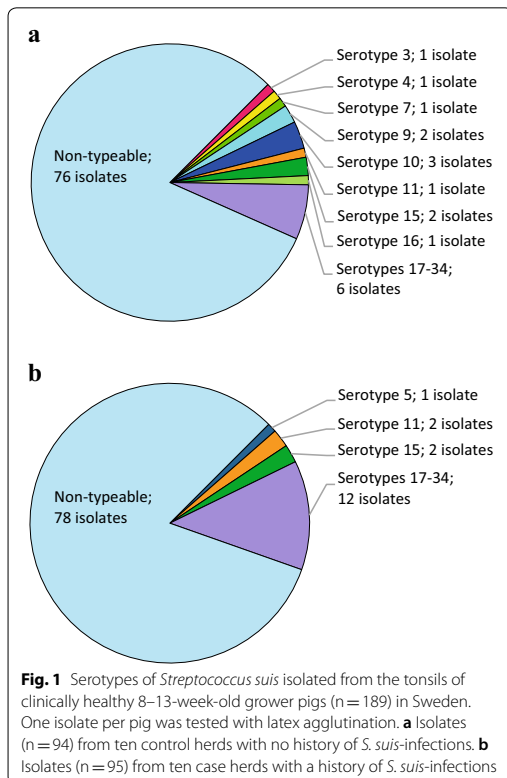 a
Serotype 3; 1 isolate
Serotype 4; 1 isolate
Serotype 7; 1 isolate
Serotype 9; 2 isolates
Serotype 10; 3 isolates
Serotype 11; 1 isolate
Serotype 15; 2 isolates
Serotype 16; 1 isolate
Serotypes 17-34;
6 isolates
Non-typeable;
76 isolates
b
Serotype 5; 1 isolate
Serotype 11; 2 isolates
Serotype 15; 2 isolates
Serotypes 17-34;
12 isolates
Non-typeable;
78 isolates
Fig. 1 Serotypes of Streptococcus suis isolated from the tonsils of
clinically healthy 8–13-week-old grower pigs (n = 189) in Sweden.
One isolate per pig was tested with latex agglutination. a Isolates
(n = 94) from ten control herds with no history of S. suis-infections. b
Isolates (n = 95) from ten case herds with a history of S. suis-infections